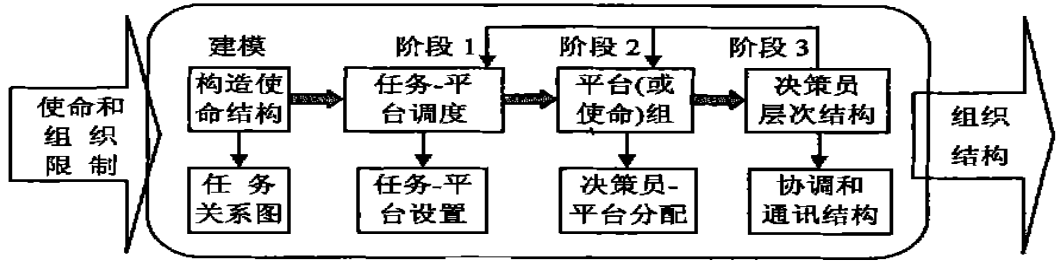 使命和
组 织
限 制
建模
构造使
命结构
任 务
关系图
阶段 1
任务-平
台调度
任务-平
台设置
阶段 2
平台(或
使命)组
决策员-
平台分配
阶段 3
决策员
层次结构
协调和
通讯结构
组织
结构